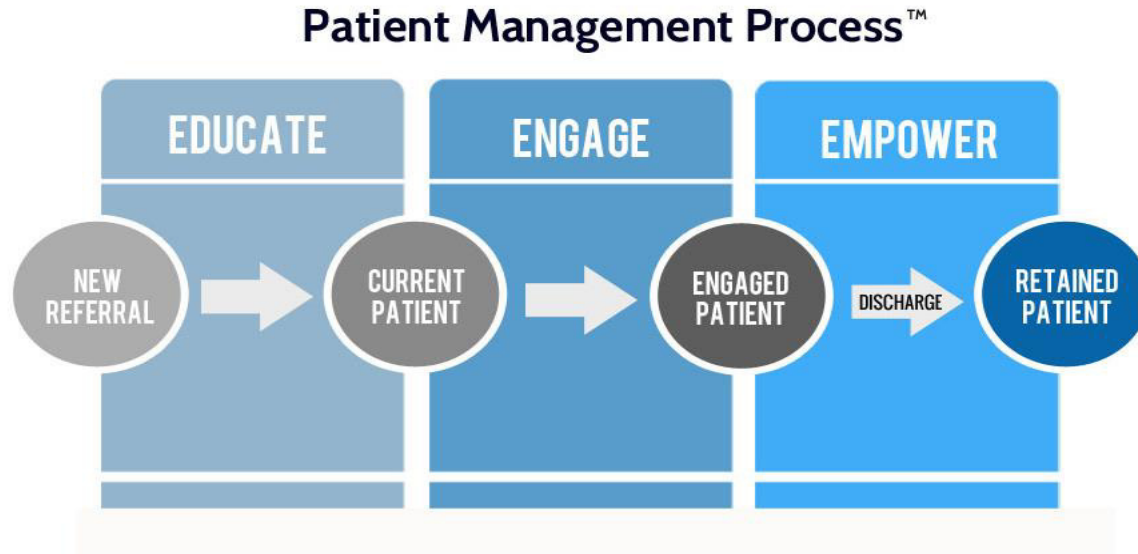 Patient Management Process™
EDUCATE
ENGAGE
EMPOWER
NEW
REFERRAL
CURRENT
PATIENT
ENGAGED
PATIENT
DISCHARGE
RETAINED
PATIENT